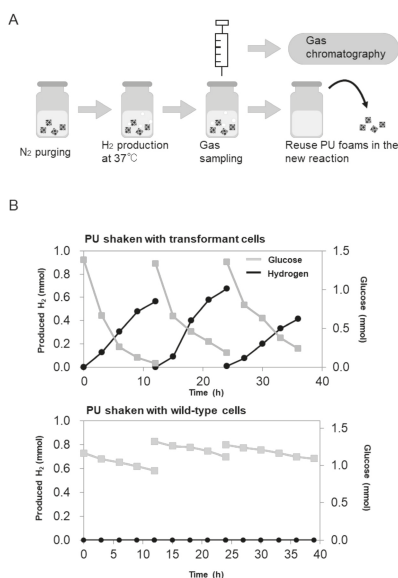 A
Gas
chromatography
N2 purging
H2 production
at 37℃
Gas
sampling
Reuse PU foams in the
new reaction
B
PU shaken with transformant cells
Glucose
Hydrogen
Produced H2 (mmol)
1.0
0.8
0.6
0.4
0.2
0.0
1.5
1.0
0.5
0.0
Glucose (mmol)
0 10 20 30 40
Time (h)
PU shaken with wild-type cells
Produced H2 (mmol)
1.0
0.8
0.6
0.4
0.2
0.0
1.5
1.0
0.5
0.0
Glucose (mmol)
0 5 10 15 20 25 30 35 40
Time (h)